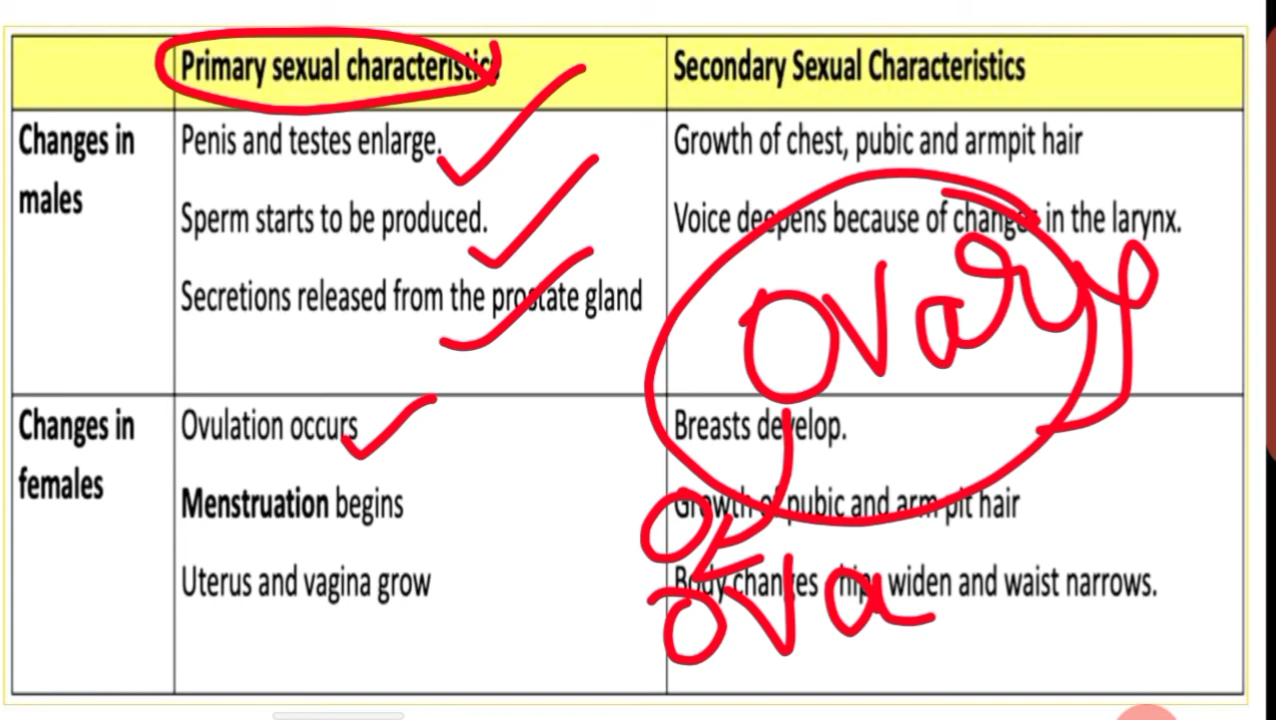 Primary sexual characteristics
Secondary Sexual Characteristics
Changes in
males
Penis and testes enlarge.
Sperm starts to be produced.
Secretions released from the prostate gland
Growth of chest, pubic and armpit hair
Voice deepens because of changes in the larynx.
Ovary
Changes in
females
Ovulation occurs
Menstruation begins
Uterus and vagina grow
Breasts develop.
Growth of pubic and arm pit hair
Body changes hips widen and waist narrows.
ova